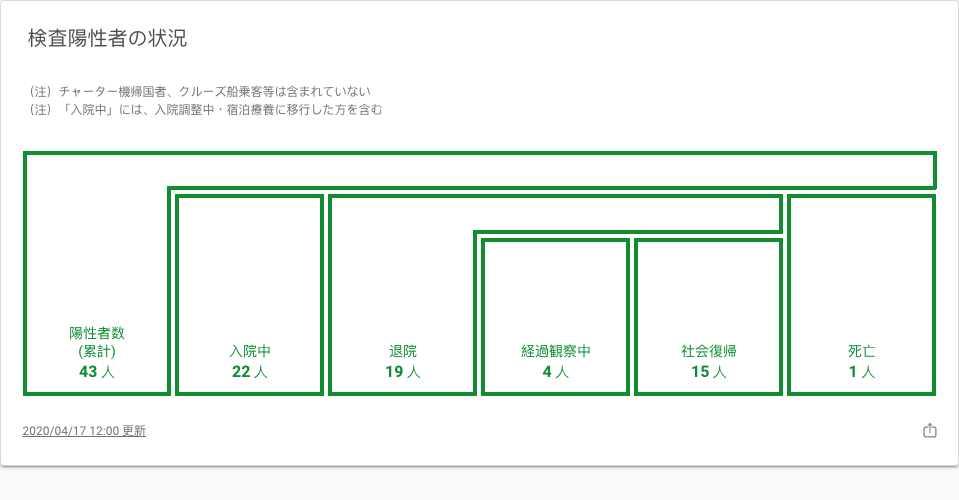 検査陽性者の状況
（注）チャーター機帰国者、クルーズ船乗客等は含まれていない
（注）「入院中」には、入院調整中・宿泊療養に移行した方を含む
陽性者数
(累計)
43 人
入院中
22 人
退院
19 人
経過観察中
4 人
社会復帰
15 人
死亡
1 人
2020/04/17 12:00 更新